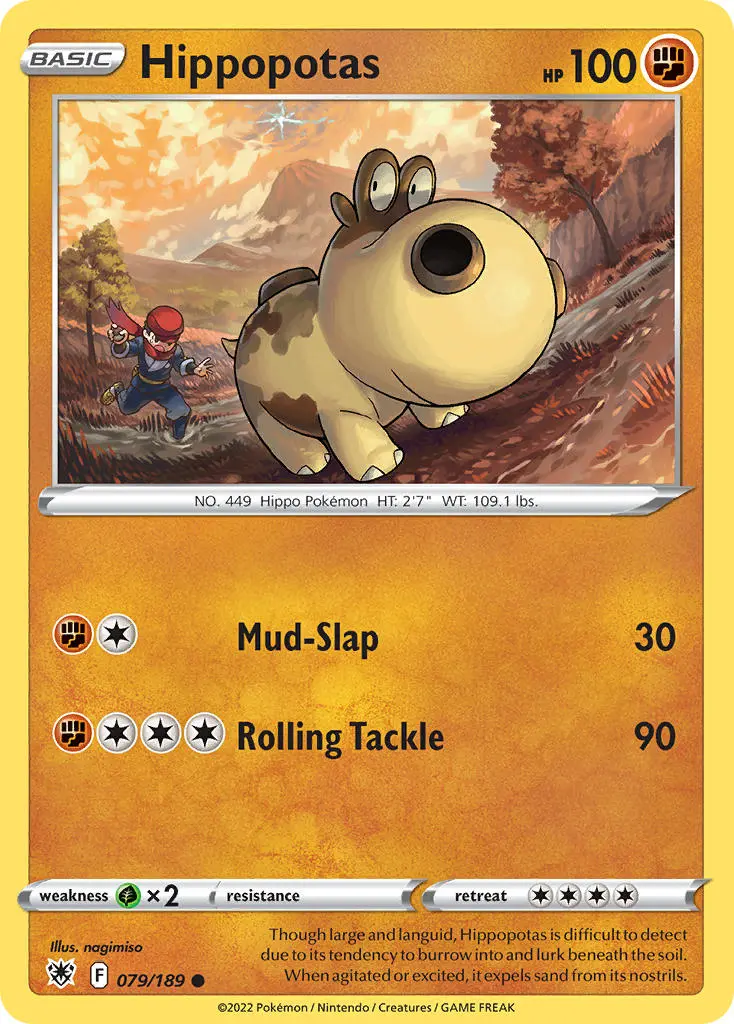 BASIC Hippopotas HP 100
NO. 449 Hippo Pokémon HT: 2'7" WT: 109.1 lbs.
Mud-Slap 30
Rolling Tackle 90
weakness ×2 resistance retreat
Illus. nagimiso
Though large and languid, Hippopotas is difficult to detect
due to its tendency to burrow into and lurk beneath the soil.
When agitated or excited, it expels sand from its nostrils.
F 079/189
©2022 Pokémon / Nintendo / Creatures / GAME FREAK